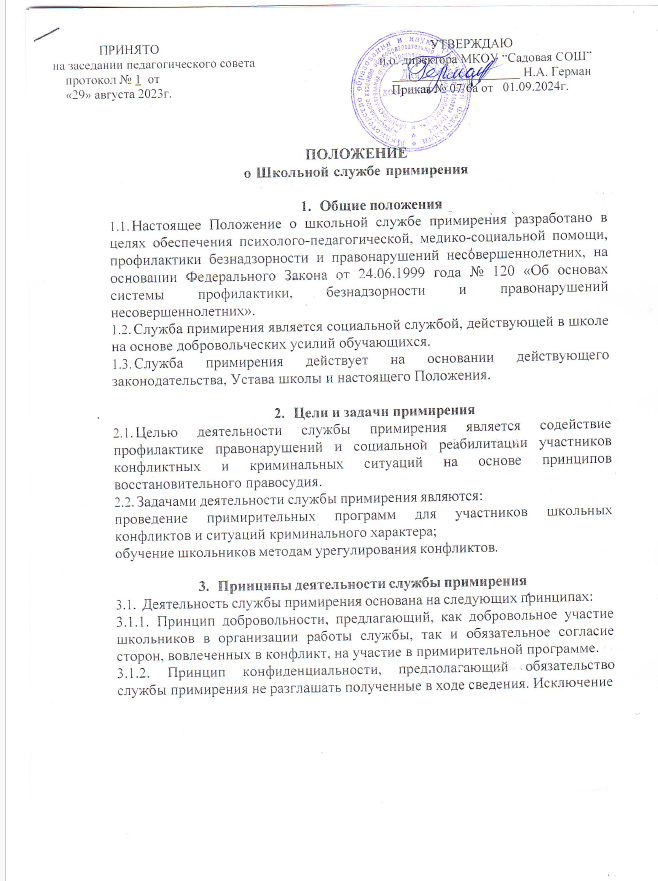 ПРИНЯТО
на заседании педагогического совета
протокол № 1 от
«29» августа 2023г.
УТВЕРЖДАЮ
и.о. директора МКОУ “Садовая СОШ”
Н.А. Герман
Приказ № 07/6а от 01.09.2024г.
ПОЛОЖЕНИЕ
о Школьной службе примирения
1. Общие положения
1.1. Настоящее Положение о школьной службе примирения разработано в
целях обеспечения психолого-педагогической, медико-социальной помощи,
профилактики безнадзорности и правонарушений несовершеннолетних, на
основании Федерального Закона от 24.06.1999 года № 120 «Об основах
системы профилактики, безнадзорности и правонарушений
несовершеннолетних».
1.2. Служба примирения является социальной службой, действующей в школе
на основе добровольческих усилий обучающихся.
1.3. Служба примирения действует на основании действующего
законодательства, Устава школы и настоящего Положения.
2. Цели и задачи примирения
2.1. Целью деятельности службы примирения является содействие
профилактике правонарушений и социальной реабилитации участников
конфликтных и криминальных ситуаций на основе принципов
восстановительного правосудия.
2.2. Задачами деятельности службы примирения являются:
проведение примирительных программ для участников школьных
конфликтов и ситуаций криминального характера;
обучение школьников методам урегулирования конфликтов.
3. Принципы деятельности службы примирения
3.1. Деятельность службы примирения основана на следующих принципах:
3.1.1. Принцип добровольности, предлагающий, как добровольное участие
школьников в организации работы службы, так и обязательное согласие
сторон, вовлеченных в конфликт, на участие в примирительной программе.
3.1.2. Принцип конфиденциальности, предполагающий обязательство
службы примирения не разглашать полученные в ходе сведения. Исключение